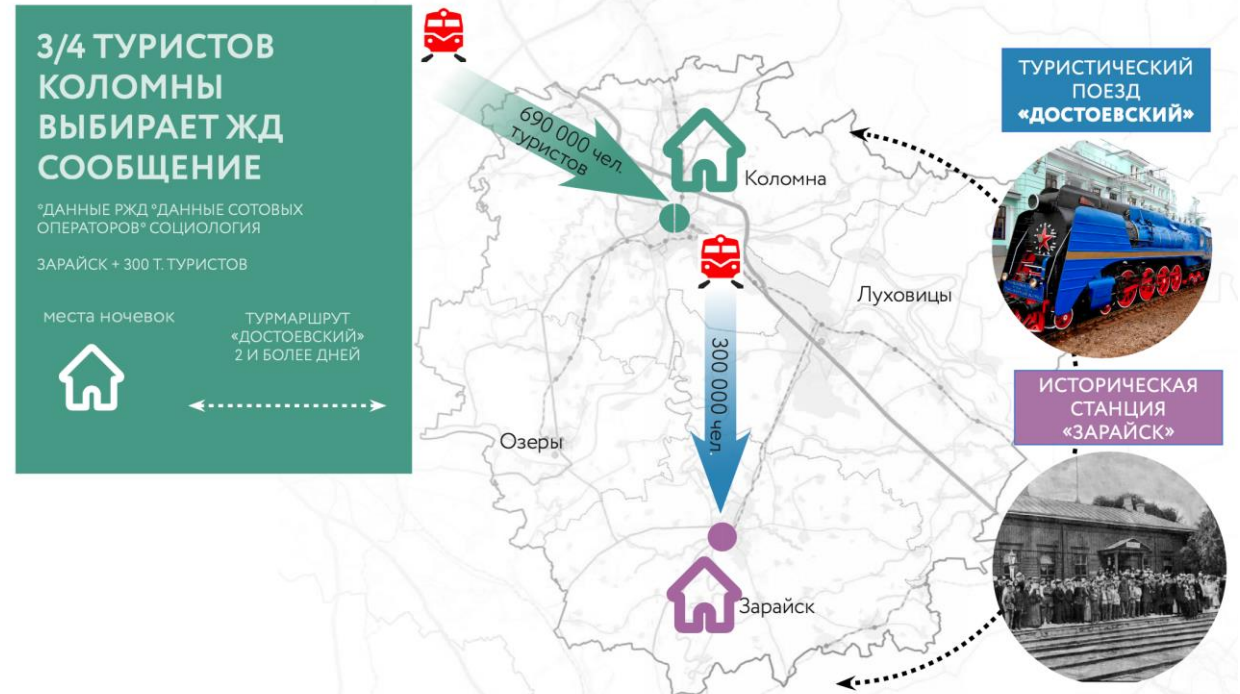 3/4 ТУРИСТОВ
КОЛОМНЫ
ВЫБИРАЕТ ЖД
СООБЩЕНИЕ
°ДАННЫЕ РЖД °ДАННЫЕ СОТОВЫХ
ОПЕРАТОРОВ° СОЦИОЛОГИЯ
ЗАРАЙСК + 300 Т. ТУРИСТОВ
места ночевок
ТУРМАРШРУТ
«ДОСТОЕВСКИЙ»
2 И БОЛЕЕ ДНЕЙ
690 000 чел.
туристов
Коломна
Луховицы
300 000 чел.
Озеры
Зарайск
ТУРИСТИЧЕСКИЙ
ПОЕЗД
«ДОСТОЕВСКИЙ»
ИСТОРИЧЕСКАЯ
СТАНЦИЯ
«ЗАРАЙСК»